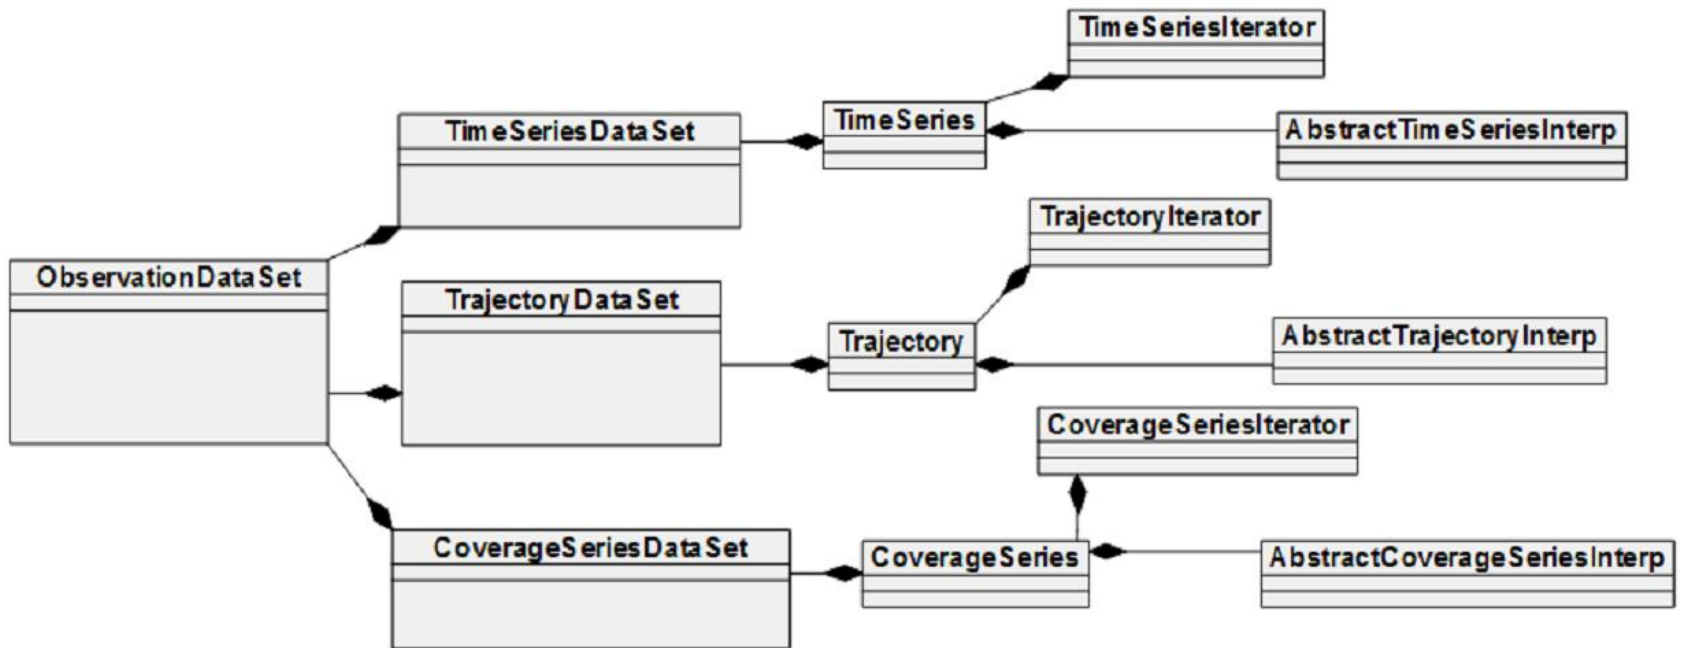 TimeSeriesIterator
TimeSeriesDataSet
TimeSeries
AbstractTimeSeriesInterp
TrajectoryIterator
ObservationDataSet
TrajectoryDataSet
Trajectory
AbstractTrajectoryInterp
CoverageSeriesIterator
CoverageSeriesDataSet
CoverageSeries
AbstractCoverageSeriesInterp